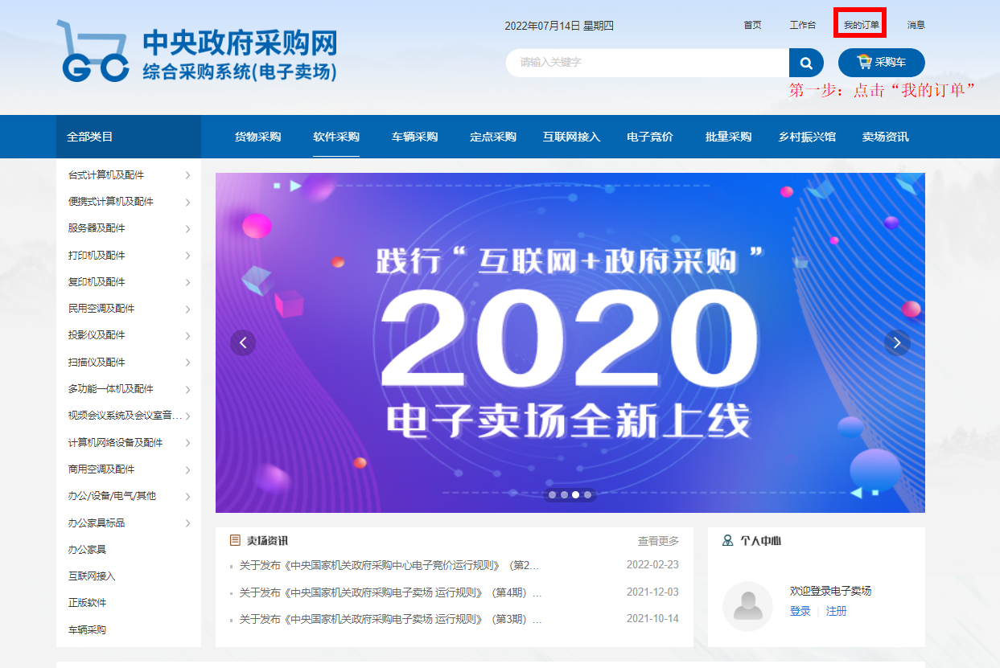 中央政府采购网
综合采购系统(电子卖场)
2022年07月14日 星期四
首页
工作台
我的订单
消息
请输入关键字
采购车
第一步：点击“我的订单”
全部类目
货物采购
软件采购
车辆采购
定点采购
互联网接入
电子竞价
批量采购
乡村振兴馆
卖场资讯
台式计算机及配件
便携式计算机及配件
服务器及配件
打印机及配件
复印机及配件
民用空调及配件
投影仪及配件
扫描仪及配件
多功能一体机及配件
视频会议系统及会议室音...
计算机网络设备及配件
商用空调及配件
办公/设备/电气/其他
办公家具标品
办公家具
互联网接入
正版软件
车辆采购
践行“互联网+政府采购”
2020
电子卖场全新上线
卖场资讯
查看更多
关于发布《中央国家机关政府采购中心电子竞价运行规则》（第2...
2022-02-23
关于发布《中央国家机关政府采购电子卖场 运行规则》（第4期）...
2021-12-03
关于发布《中央国家机关政府采购电子卖场 运行规则》（第3期）...
2021-10-14
个人中心
欢迎登录电子卖场
登录 | 注册